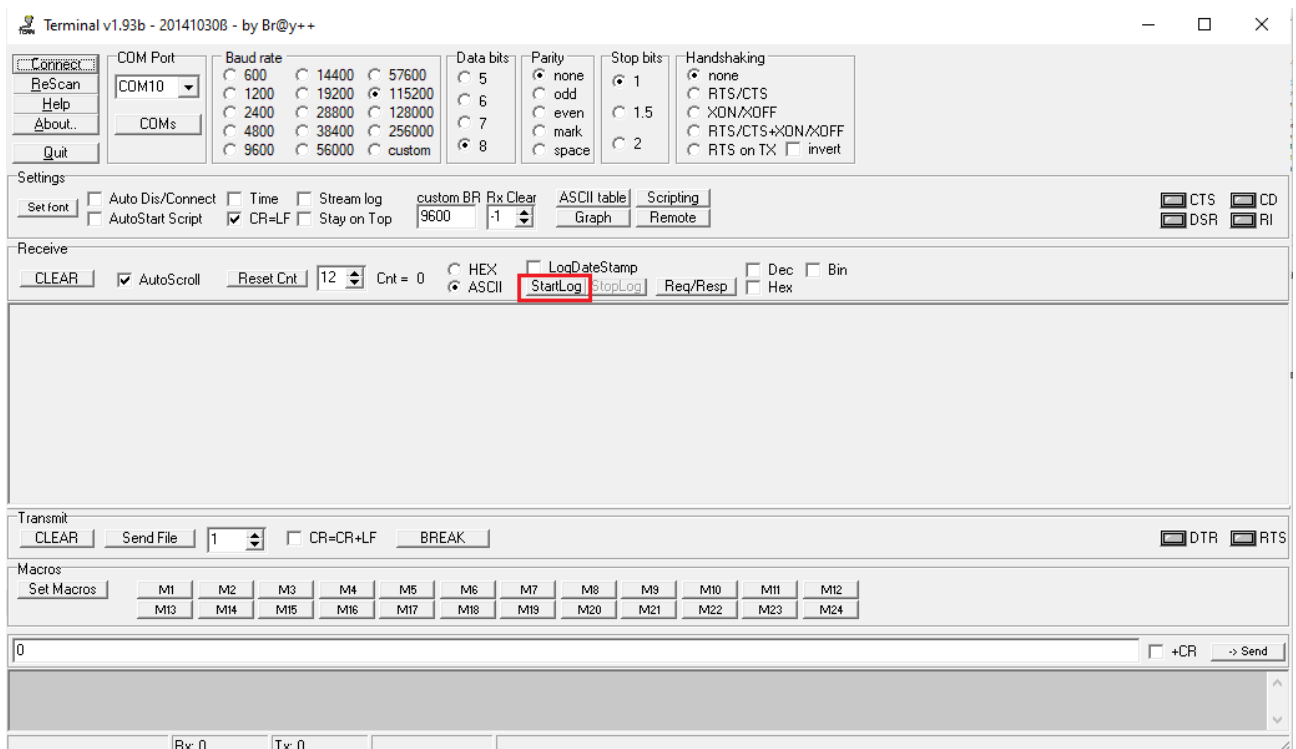 Terminal v1.93b - 20141030ß - by Br@y++
Connect
ReScan
Help
About..
Quit
COM Port
COM10
COMs
Baud rate
600 14400 57600
1200 19200 115200
2400 28800 128000
4800 38400 256000
9600 56000 custom
Data bits
5
6
7
8
Parity
none
odd
even
mark
space
Stop bits
1
1.5
2
Handshaking
none
RTS/CTS
XON/XOFF
RTS/CTS+XON/XOFF
RTS on TX invert
Settings
Set font
Auto Dis/Connect Time Stream log
AutoStart Script CR=LF Stay on Top
custom BR Rx Clear
9600 -1
ASCII table Scripting
Graph Remote
CTS CD
DSR RI
Receive
CLEAR AutoScroll Reset Cnt 12 Cnt = 0
HEX
ASCII
LogDateStamp
StartLog StopLog Req/Resp
Dec Bin
Hex
Transmit
CLEAR Send File 1 CR=CR+LF BREAK
DTR RTS
Macros
Set Macros
M1 M2 M3 M4 M5 M6 M7 M8 M9 M10 M11 M12
M13 M14 M15 M16 M17 M18 M19 M20 M21 M22 M23 M24
0
+CR -> Send
Rx: 0 Tx: 0